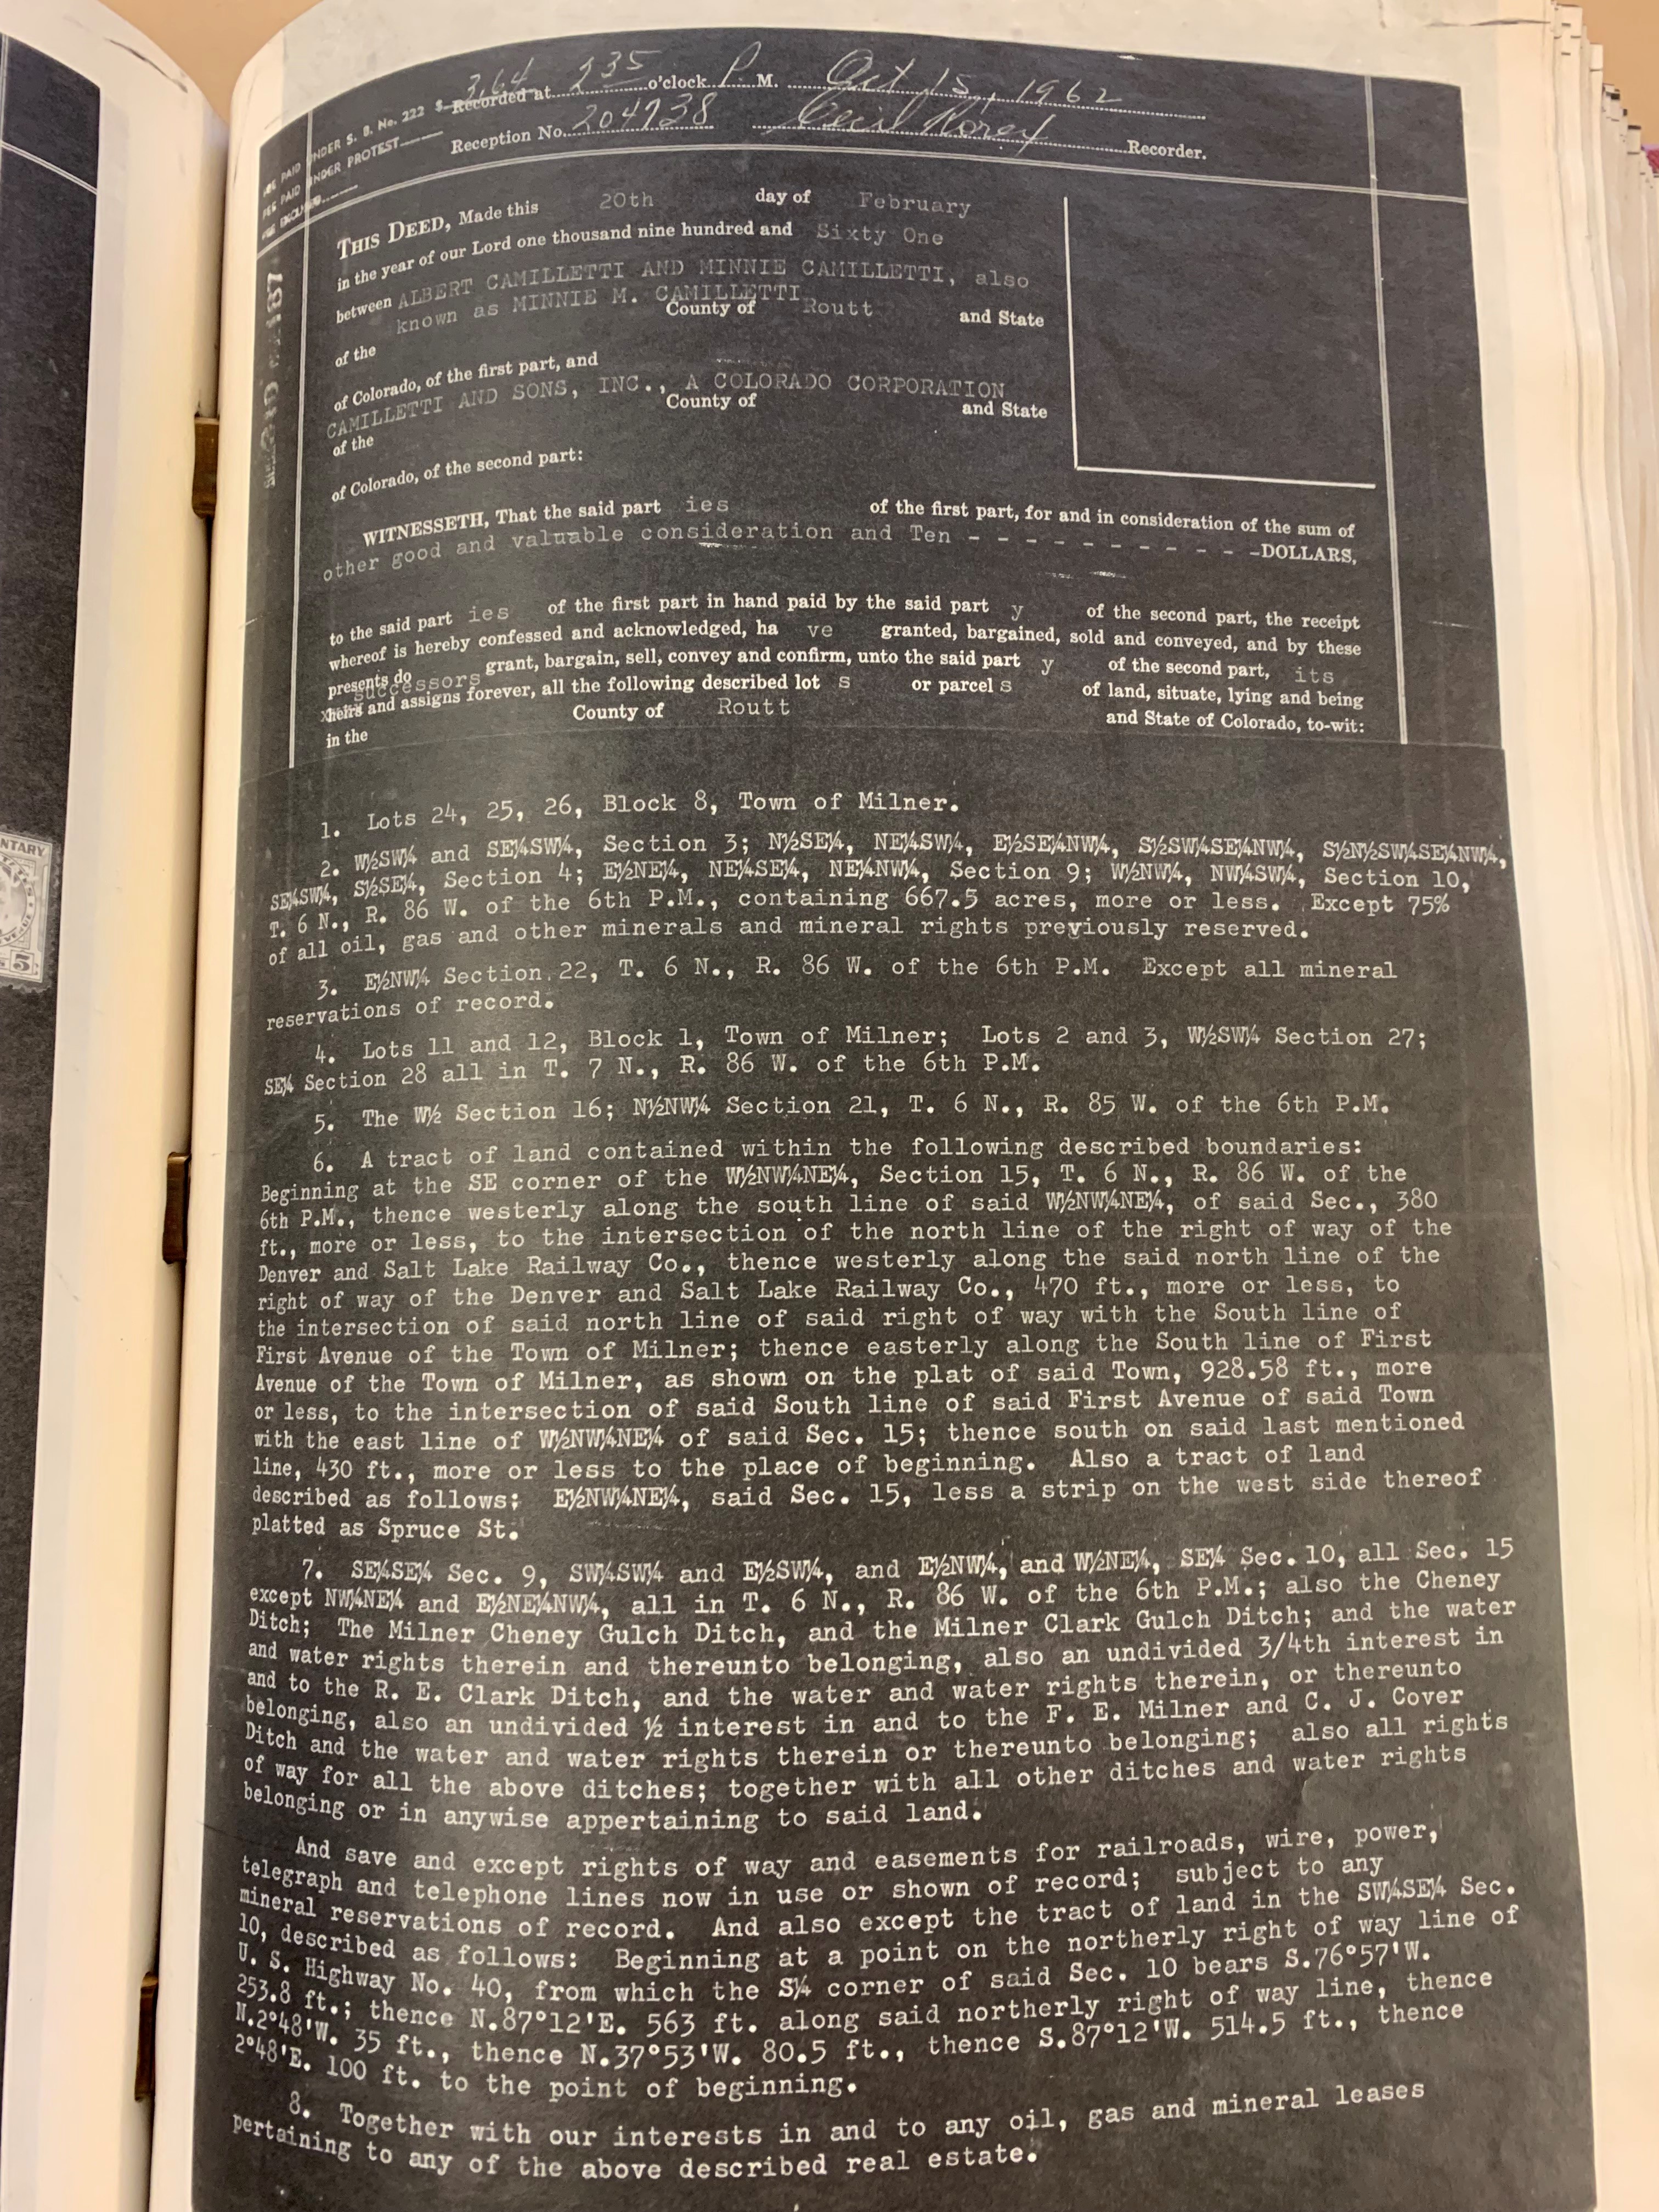 FEE PAID UNDER S. B. No. 222 $ 3.64
FEE PAID UNDER PROTEST
Recorded at 235 o'clock P. M. Oct 15, 1962
Reception No. 204738 Cecil Recorder.
THIS DEED, Made this 20th day of February
in the year of our Lord one thousand nine hundred and Sixty One
between ALBERT CAMILLETTI AND MINNIE CAMILLETTI, also
known as MINNIE M. CAMILLETTI
of the County of Routt and State
of Colorado, of the first part, and
CAMILLETTI AND SONS, INC., A COLORADO CORPORATION
of the County of and State
of Colorado, of the second part:
WITNESSETH, That the said part ies of the first part, for and in consideration of the sum of
other good and valuable consideration and Ten - - - - - - - - - - -DOLLARS,
to the said part ies of the first part in hand paid by the said part y of the second part, the receipt
whereof is hereby confessed and acknowledged, ha ve granted, bargained, sold and conveyed, and by these
presents do grant, bargain, sell, convey and confirm, unto the said part y of the second part, its
successors
heirs and assigns forever, all the following described lot s or parcel s of land, situate, lying and being
in the County of Routt and State of Colorado, to-wit:
1. Lots 24, 25, 26, Block 8, Town of Milner.
2. W½SW¼ and SE¼SW¼, Section 3; N½SE¼, NE¼SW¼, E½SE¼NW¼, S½SW¼SE¼NW¼, S½N½SW¼SE¼NW¼,
SE¼SW¼, S½SE¼, Section 4; E½NE¼, NE¼SE¼, NE¼NW¼, Section 9; W½NW¼, NW¼SW¼, Section 10,
T. 6 N., R. 86 W. of the 6th P.M., containing 667.5 acres, more or less. Except 75%
of all oil, gas and other minerals and mineral rights previously reserved.
3. E½NW¼ Section 22, T. 6 N., R. 86 W. of the 6th P.M. Except all mineral
reservations of record.
4. Lots 11 and 12, Block 1, Town of Milner; Lots 2 and 3, W½SW¼ Section 27;
SE¼ Section 28 all in T. 7 N., R. 86 W. of the 6th P.M.
5. The W½ Section 16; N½NW¼ Section 21, T. 6 N., R. 85 W. of the 6th P.M.
6. A tract of land contained within the following described boundaries:
Beginning at the SE corner of the W½NW¼NE¼, Section 15, T. 6 N., R. 86 W. of the
6th P.M., thence westerly along the south line of said W½NW¼NE¼, of said Sec., 380
ft., more or less, to the intersection of the north line of the right of way of the
Denver and Salt Lake Railway Co., thence westerly along the said north line of the
right of way of the Denver and Salt Lake Railway Co., 470 ft., more or less, to
the intersection of said north line of said right of way with the South line of
First Avenue of the Town of Milner; thence easterly along the South line of First
Avenue of the Town of Milner, as shown on the plat of said Town, 928.58 ft., more
or less, to the intersection of said South line of said First Avenue of said Town
with the east line of W½NW¼NE¼ of said Sec. 15; thence south on said last mentioned
line, 430 ft., more or less to the place of beginning. Also a tract of land
described as follows; E½NW¼NE¼, said Sec. 15, less a strip on the west side thereof
platted as Spruce St.
7. SE¼SE¼ Sec. 9, SW¼SW¼ and E½SW¼, and E½NW¼, and W½NE¼, SE¼ Sec. 10, all Sec. 15
except NW¼NE¼ and E½NE¼NW¼, all in T. 6 N., R. 86 W. of the 6th P.M.; also the Cheney
Ditch; The Milner Cheney Gulch Ditch, and the Milner Clark Gulch Ditch; and the water
and water rights therein and thereunto belonging, also an undivided 3/4th interest in
and to the R. E. Clark Ditch, and the water and water rights therein, or thereunto
belonging, also an undivided ½ interest in and to the F. E. Milner and C. J. Cover
Ditch and the water and water rights therein or thereunto belonging; also all rights
of way for all the above ditches; together with all other ditches and water rights
belonging or in anywise appertaining to said land.
And save and except rights of way and easements for railroads, wire, power,
telegraph and telephone lines now in use or shown of record; subject to any
mineral reservations of record. And also except the tract of land in the SW¼SE¼ Sec.
10, described as follows: Beginning at a point on the northerly right of way line of
U. S. Highway No. 40, from which the S¼ corner of said Sec. 10 bears S.76°57'W.
253.8 ft.; thence N.87°12'E. 563 ft. along said northerly right of way line, thence
N.2°48'W. 35 ft., thence N.37°53'W. 80.5 ft., thence S.87°12'W. 514.5 ft., thence
2°48'E. 100 ft. to the point of beginning.
8. Together with our interests in and to any oil, gas and mineral leases
pertaining to any of the above described real estate.